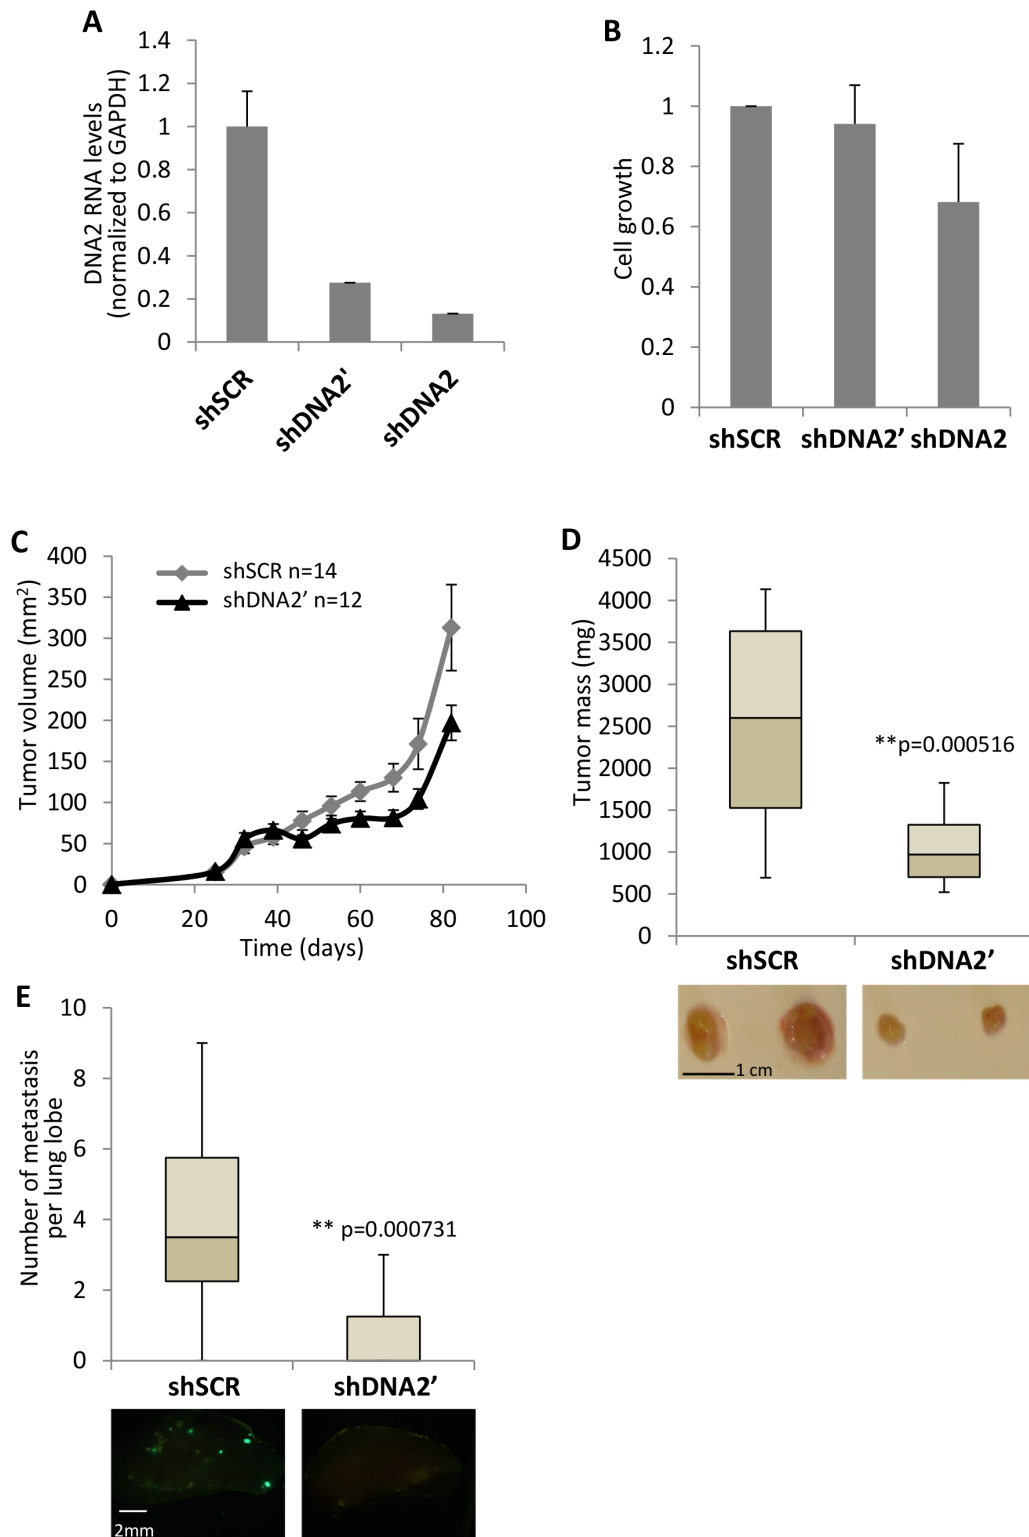 A
1.4
1.2
1
0.8
0.6
0.4
0.2
0
DNA2 RNA levels
(normalized to GAPDH)
shSCR
shDNA2'
shDNA2
B
1.2
1
0.8
0.6
0.4
0.2
0
Cell growth
shSCR shDNA2’ shDNA2
C
400
350
300
250
200
150
100
50
0
Tumor volume (mm²)
shSCR n=14
shDNA2’ n=12
0 20 40 60 80 100
Time (days)
D
4500
4000
3500
3000
2500
2000
1500
1000
500
0
Tumor mass (mg)
**p=0.000516
shSCR shDNA2’
1 cm
E
10
8
6
4
2
0
Number of metastasis
per lung lobe
** p=0.000731
shSCR shDNA2’
2mm